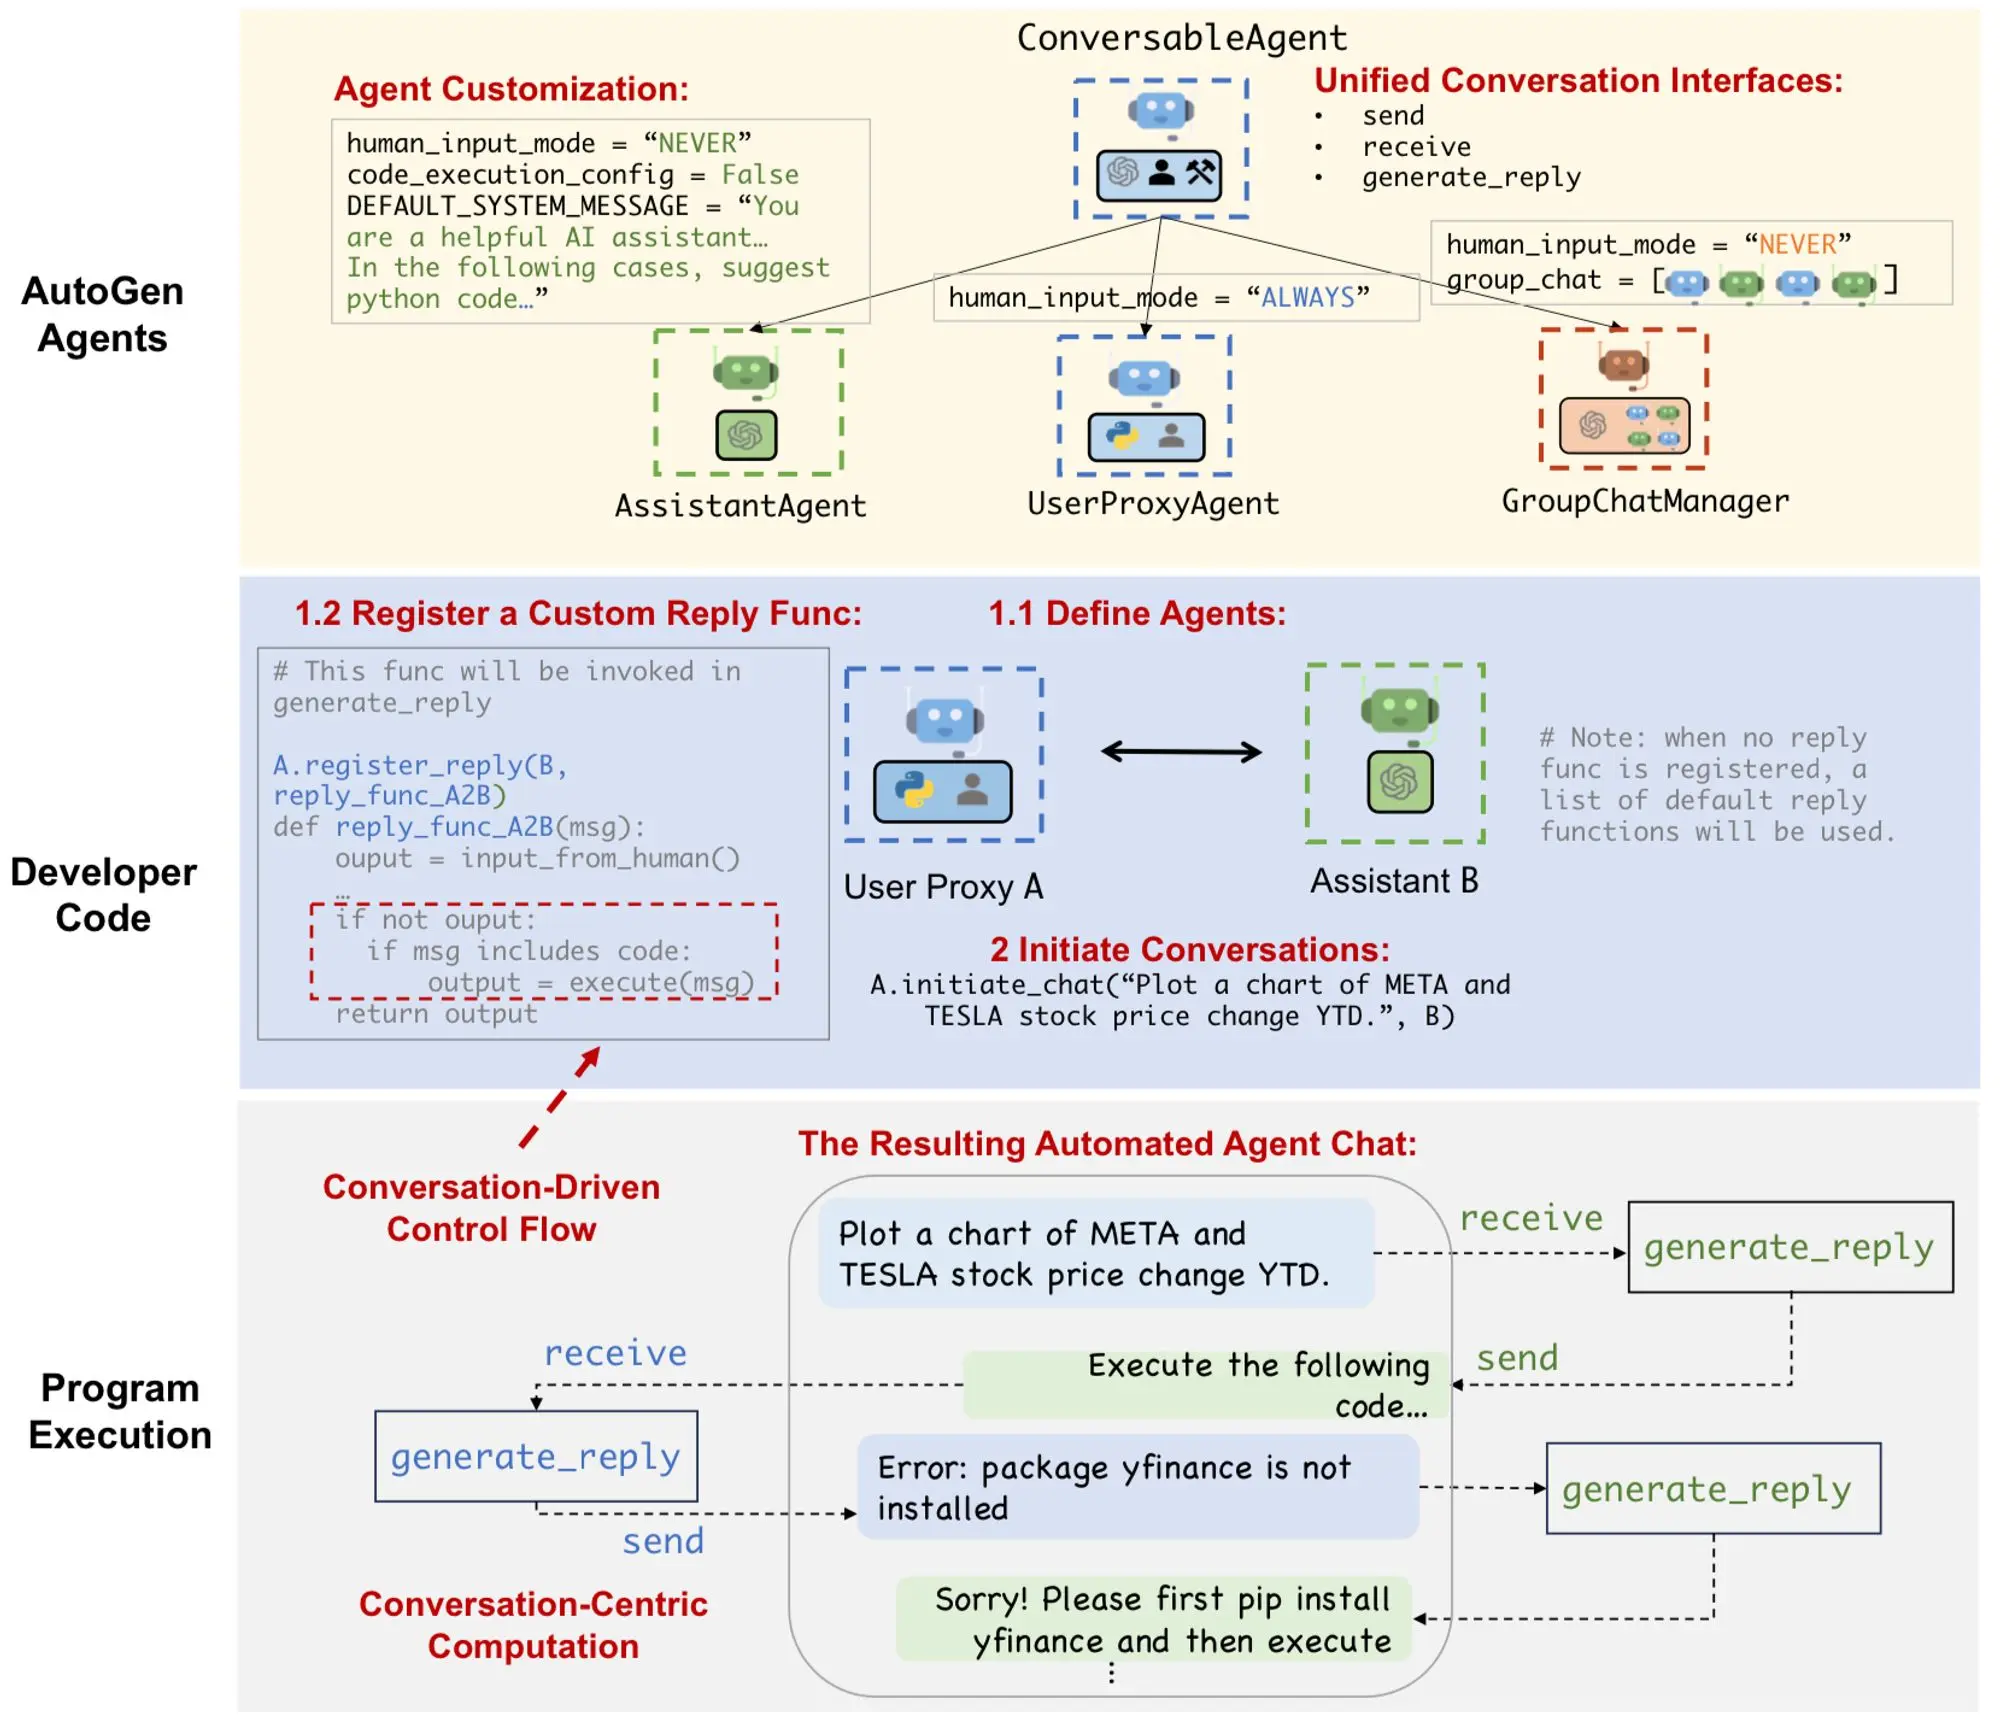 ConversableAgent
Agent Customization:
human_input_mode = “NEVER”
code_execution_config = False
DEFAULT_SYSTEM_MESSAGE = “You
are a helpful AI assistant…
In the following cases, suggest
python code…”
Unified Conversation Interfaces:
• send
• receive
• generate_reply
human_input_mode = “ALWAYS”
human_input_mode = “NEVER”
group_chat = [ ]
AutoGen
Agents
AssistantAgent
UserProxyAgent
GroupChatManager
1.2 Register a Custom Reply Func:
# This func will be invoked in
generate_reply
A.register_reply(B,
reply_func_A2B)
def reply_func_A2B(msg):
ouput = input_from_human()
…
if not ouput:
if msg includes code:
output = execute(msg)
return output
1.1 Define Agents:
User Proxy A
Assistant B
# Note: when no reply
func is registered, a
list of default reply
functions will be used.
Developer
Code
2 Initiate Conversations:
A.initiate_chat(“Plot a chart of META and
TESLA stock price change YTD.”, B)
Conversation-Driven
Control Flow
The Resulting Automated Agent Chat:
Plot a chart of META and
TESLA stock price change YTD.
receive
generate_reply
send
Execute the following
code…
receive
generate_reply
send
Error: package yfinance is not
installed
generate_reply
Sorry! Please first pip install
yfinance and then execute
⋮
Program
Execution
Conversation-Centric
Computation